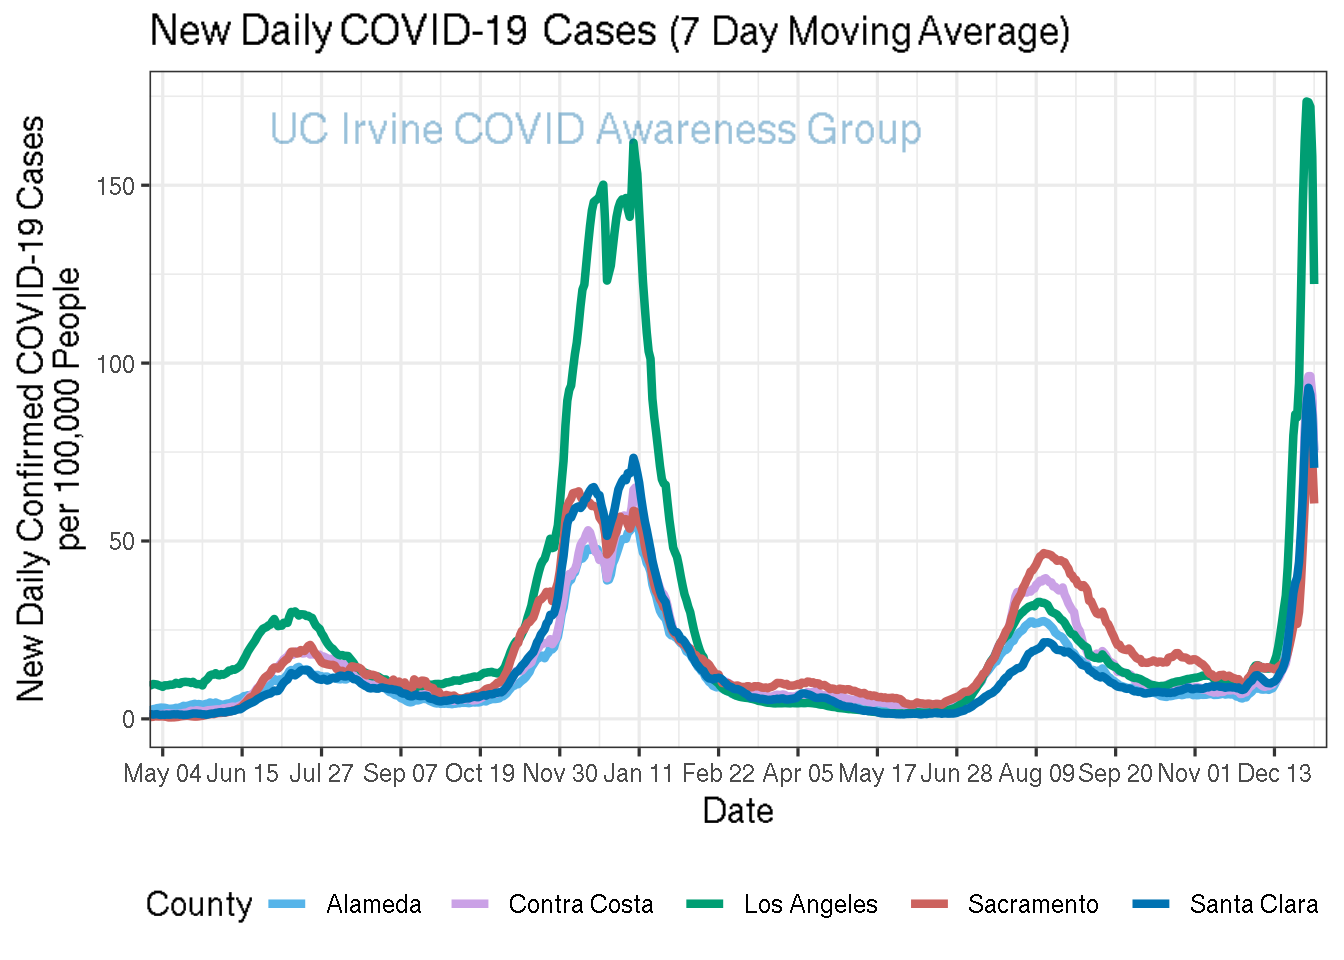 New Daily COVID-19 Cases (7 Day Moving Average)
UC Irvine COVID Awareness Group
New Daily Confirmed COVID-19 Cases
per 100,000 People
150
100
50
0
May 04 Jun 15 Jul 27 Sep 07 Oct 19 Nov 30 Jan 11 Feb 22 Apr 05 May 17 Jun 28 Aug 09 Sep 20 Nov 01 Dec 13
Date
County Alameda Contra Costa Los Angeles Sacramento Santa Clara